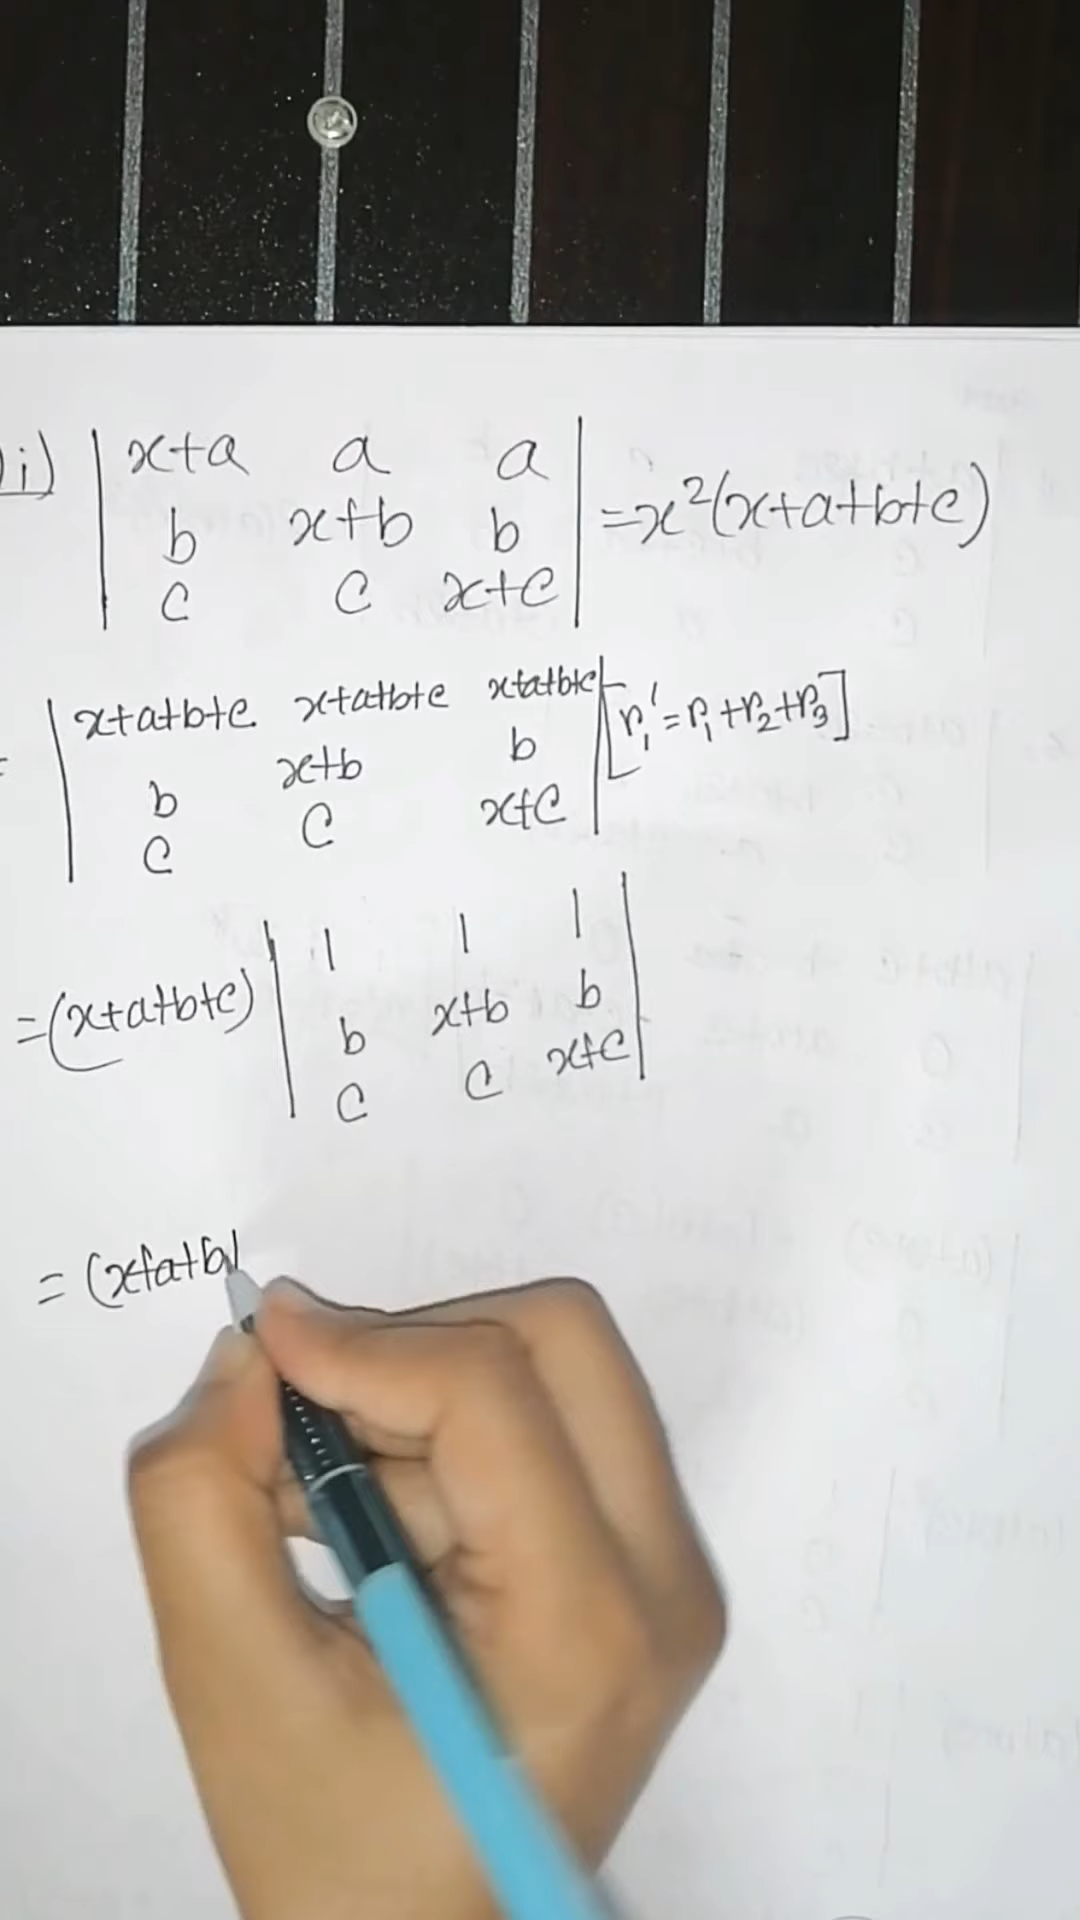 i) | x+a a a | = x²(x+a+b+c)
| b x+b b |
| c c x+c |
= | x+a+b+c x+a+b+c x+a+b+c | [r₁' = r₁+r₂+r₃]
| b x+b b |
| c c x+c |
= (x+a+b+c) | 1 1 1 |
| b x+b b |
| c c x+c |
= (x+a+b